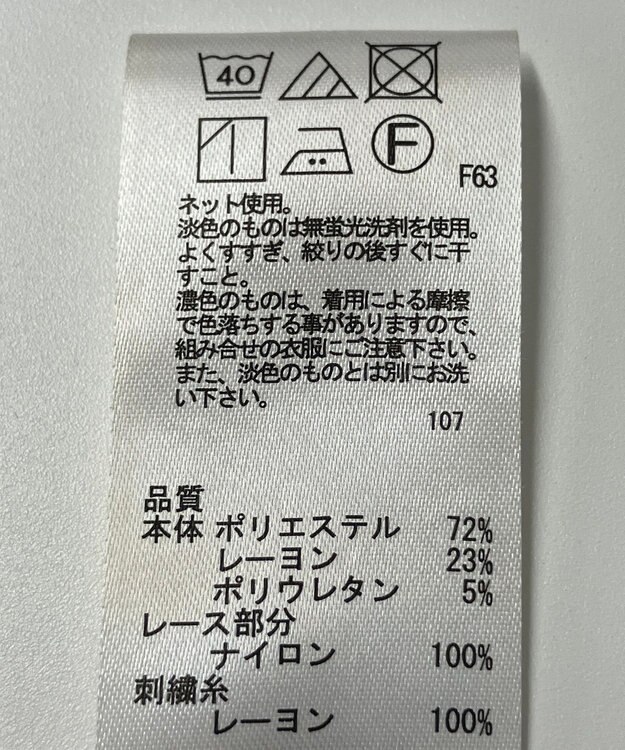 40
F
F63
ネット使用。
淡色のものは無蛍光洗剤を使用。
よくすすぎ、絞りの後すぐに干
すこと。
濃色のものは、着用による摩擦
で色落ちする事がありますので、
組み合せの衣服にご注意下さい。
また、淡色のものとは別にお洗
い下さい。
107
品質
本体 ポリエステル 72%
レーヨン 23%
ポリウレタン 5%
レース部分
ナイロン 100%
刺繍糸
レーヨン 100%